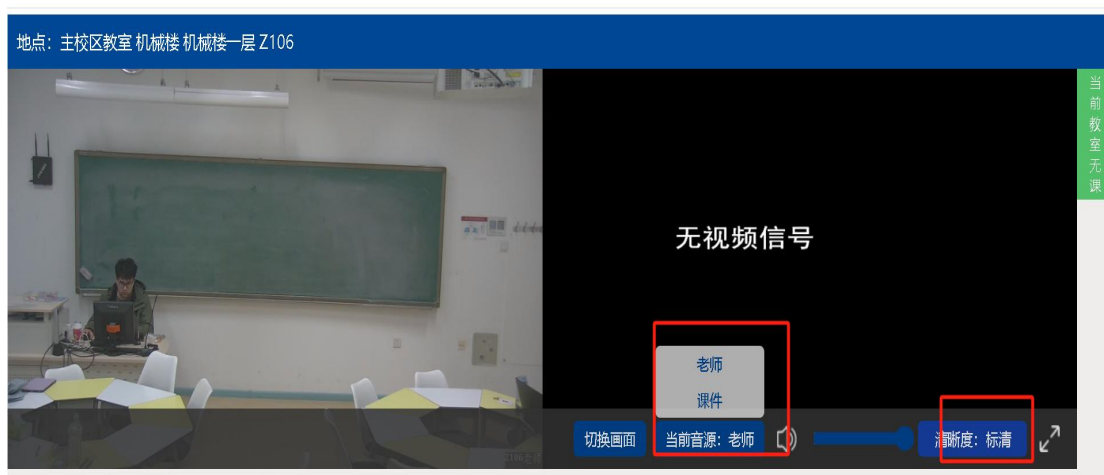 地点：主校区教室 机械楼 机械楼一层 Z106
当前教室无课
无视频信号
老师
课件
切换画面
当前音源：老师
清晰度：标清